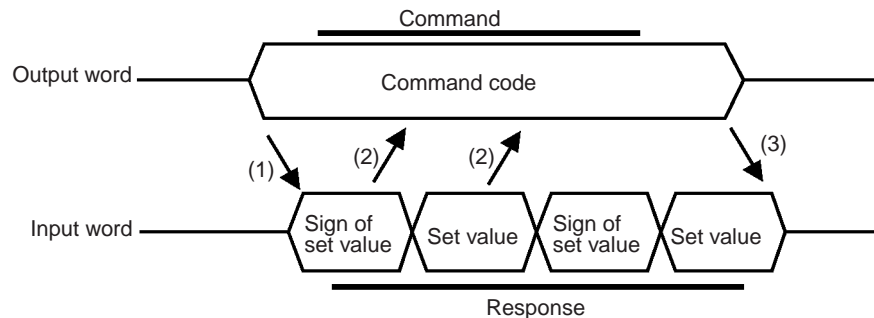 Command
Output word
Command code
(1)
(2)
(2)
(3)
Input word
Sign of
set value
Set value
Sign of
set value
Set value
Response